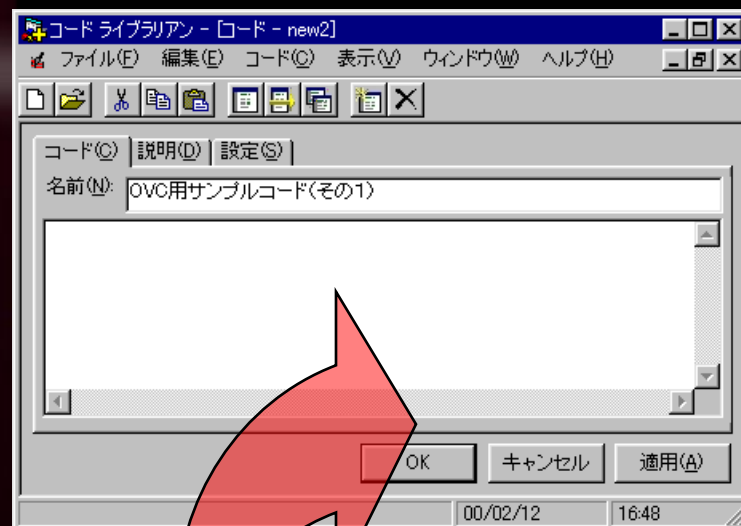 コード ライブラリアン - [コード - new2]
ファイル(F) 編集(E) コード(C) 表示(V) ウィンドウ(W) ヘルプ(H)
コード(C) 説明(D) 設定(S)
名前(N): OVC用サンプルコード(その1)
OK キャンセル 適用(A)
00/02/12 16:48